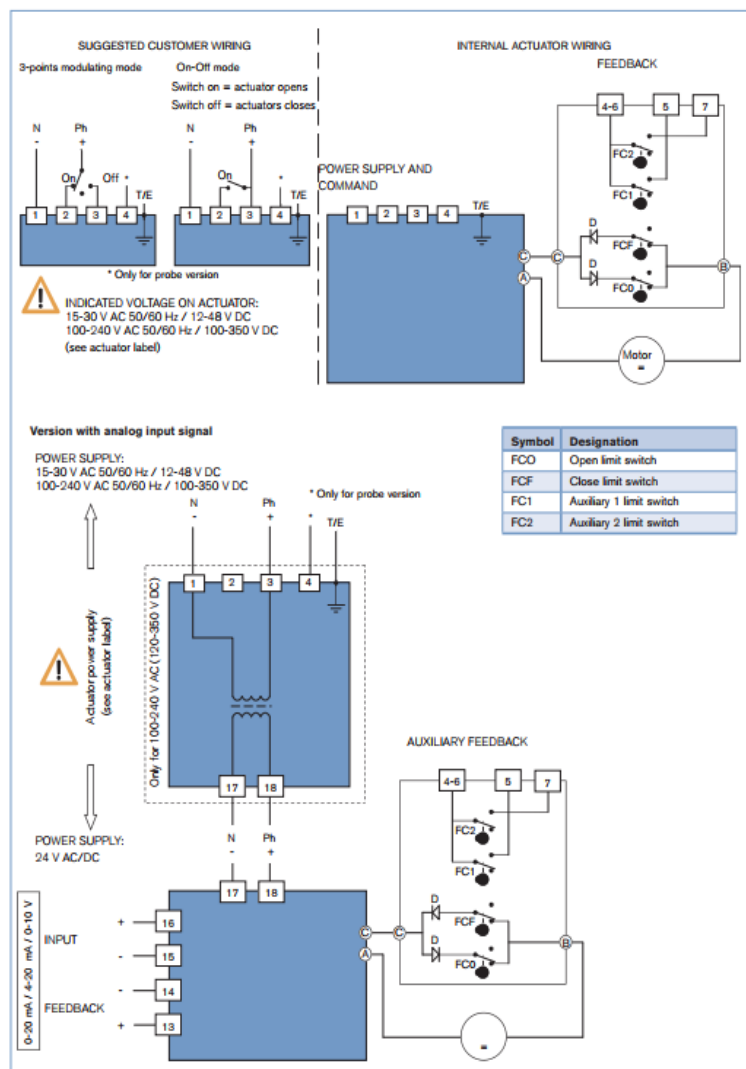 SUGGESTED CUSTOMER WIRING
3-points modulating mode
On-Off mode
Switch on = actuator opens
Switch off = actuators closes
N
-
Ph
+
On
Off
*
T/E
1
2
3
4
N
-
Ph
+
On
*
T/E
1
2
3
4
* Only for probe version
INDICATED VOLTAGE ON ACTUATOR:
15-30 V AC 50/60 Hz / 12-48 V DC
100-240 V AC 50/60 Hz / 100-350 V DC
(see actuator label)
INTERNAL ACTUATOR WIRING
FEEDBACK
4-6
5
7
FC2
FC1
POWER SUPPLY AND
COMMAND
1
2
3
4
T/E
C
C
A
D
FCF
D
FC0
B
Motor
=
Version with analog input signal
POWER SUPPLY:
15-30 V AC 50/60 Hz / 12-48 V DC
100-240 V AC 50/60 Hz / 100-350 V DC
Symbol Designation
FCO Open limit switch
FCF Close limit switch
FC1 Auxiliary 1 limit switch
FC2 Auxiliary 2 limit switch
N
-
Ph
+
* Only for probe version
*
T/E
1
2
3
4
Actuator power supply
(see actuator label)
Only for 100-240 V AC (120-350 V DC)
17
18
N
-
Ph
+
POWER SUPPLY:
24 V AC/DC
17
18
0-20 mA / 4-20 mA / 0-10 V
INPUT
FEEDBACK
+
16
-
15
-
14
+
13
AUXILIARY FEEDBACK
4-6
5
7
FC2
FC1
C
C
A
D
FCF
D
FC0
B
=